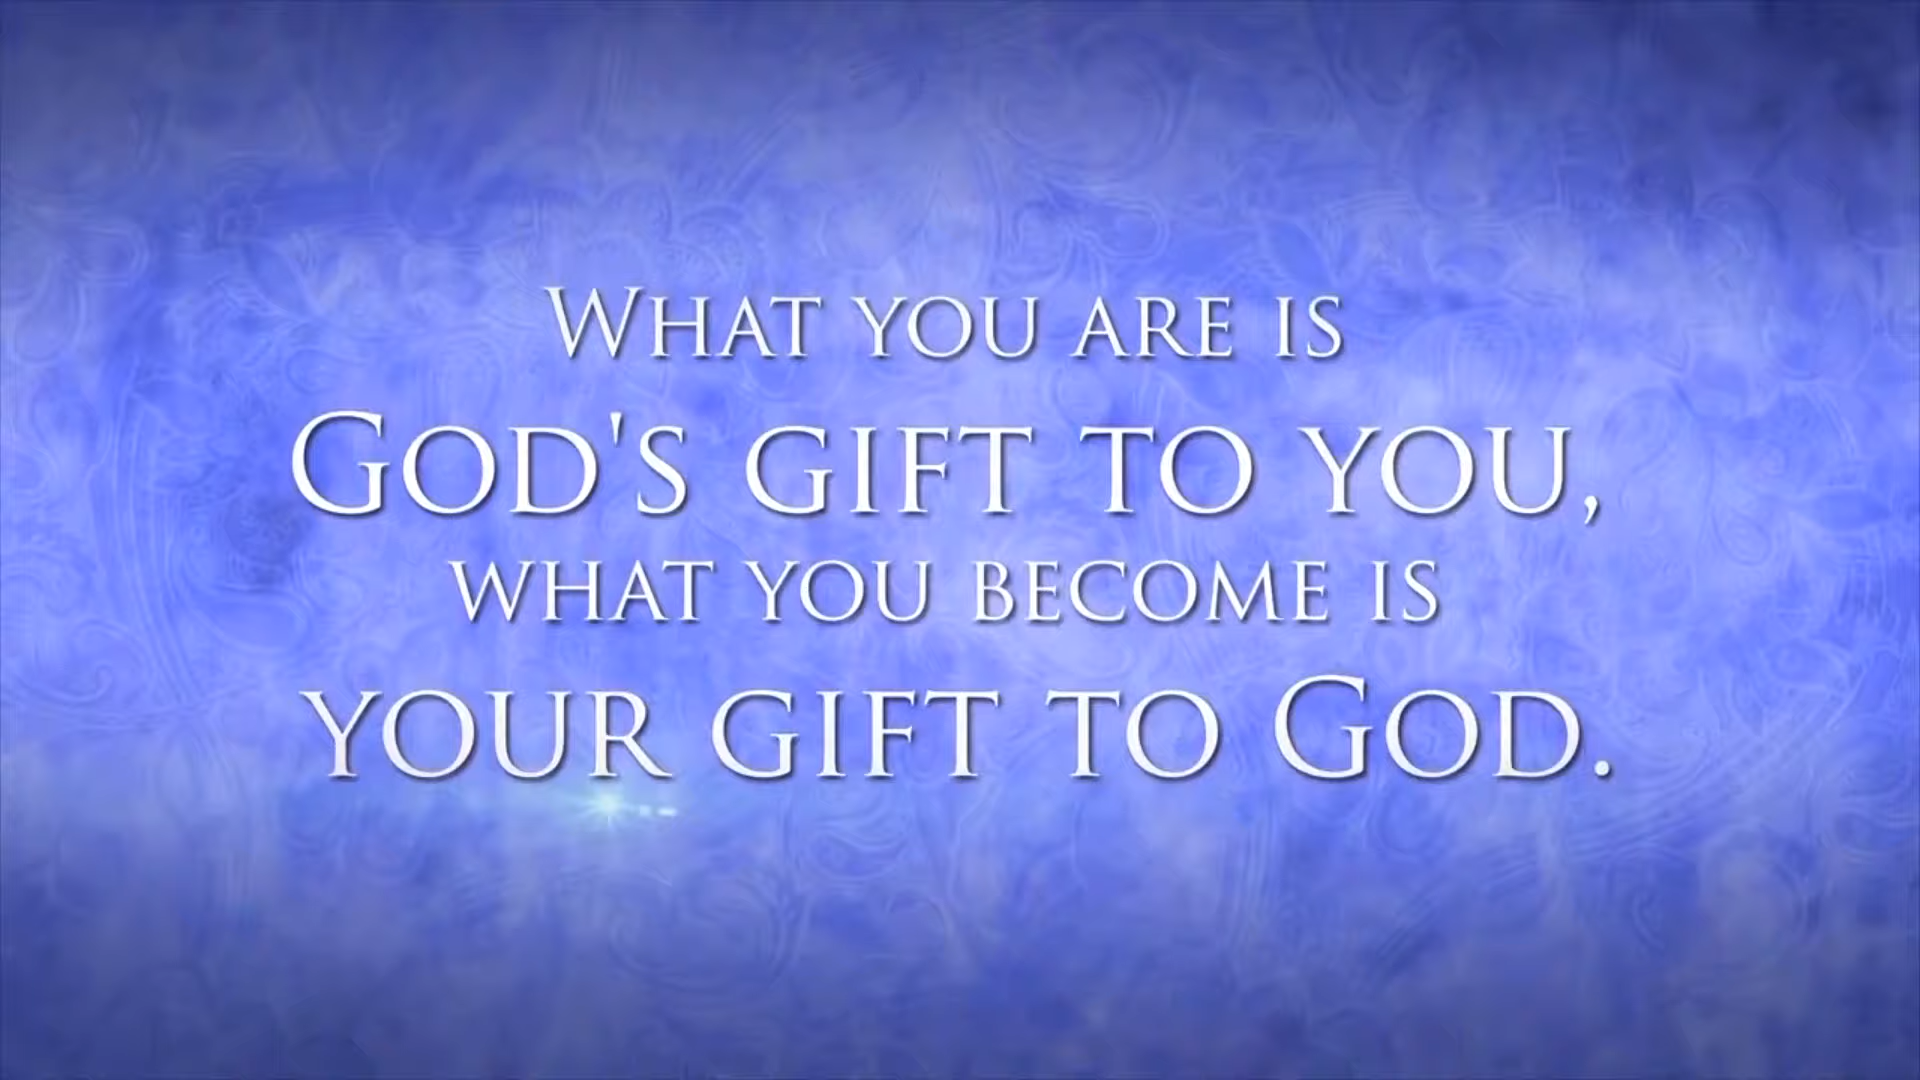 What you are is
God's gift to you,
what you become is
your gift to God.